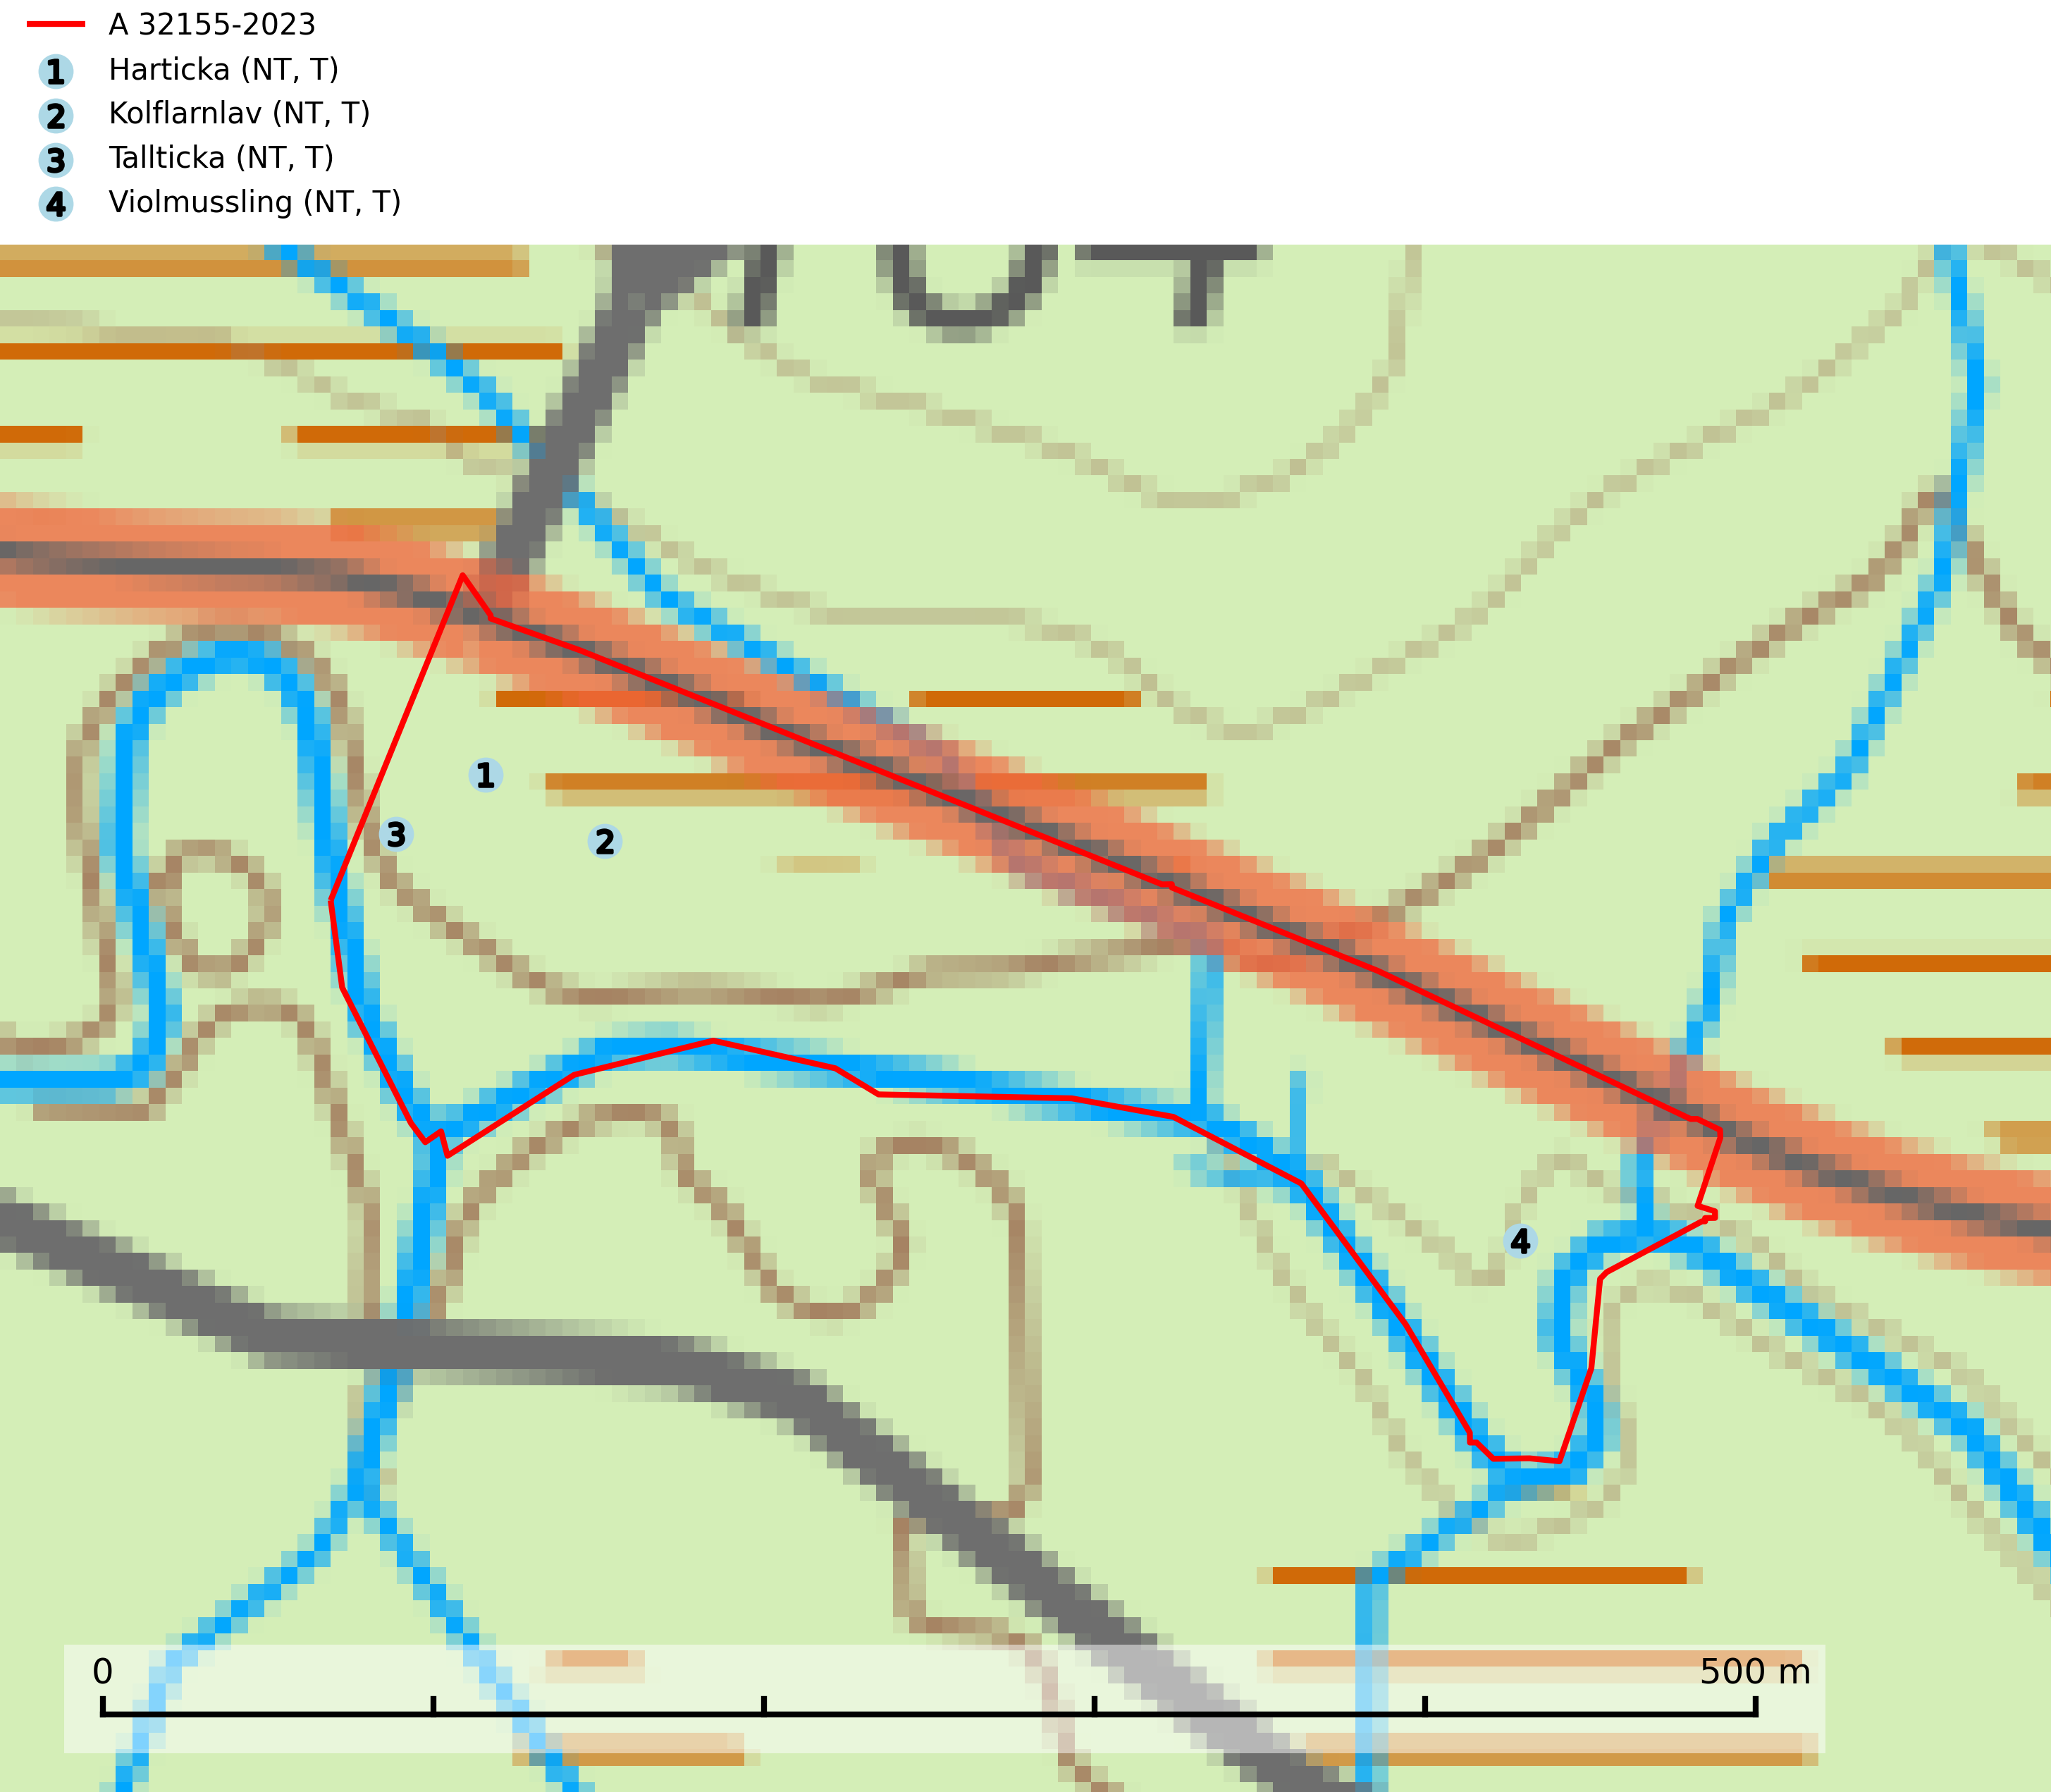 A 32155-2023
1 Harticka (NT, T)
2 Kolflarnlav (NT, T)
3 Tallticka (NT, T)
4 Violmussling (NT, T)
1
3
2
4
0 500 m